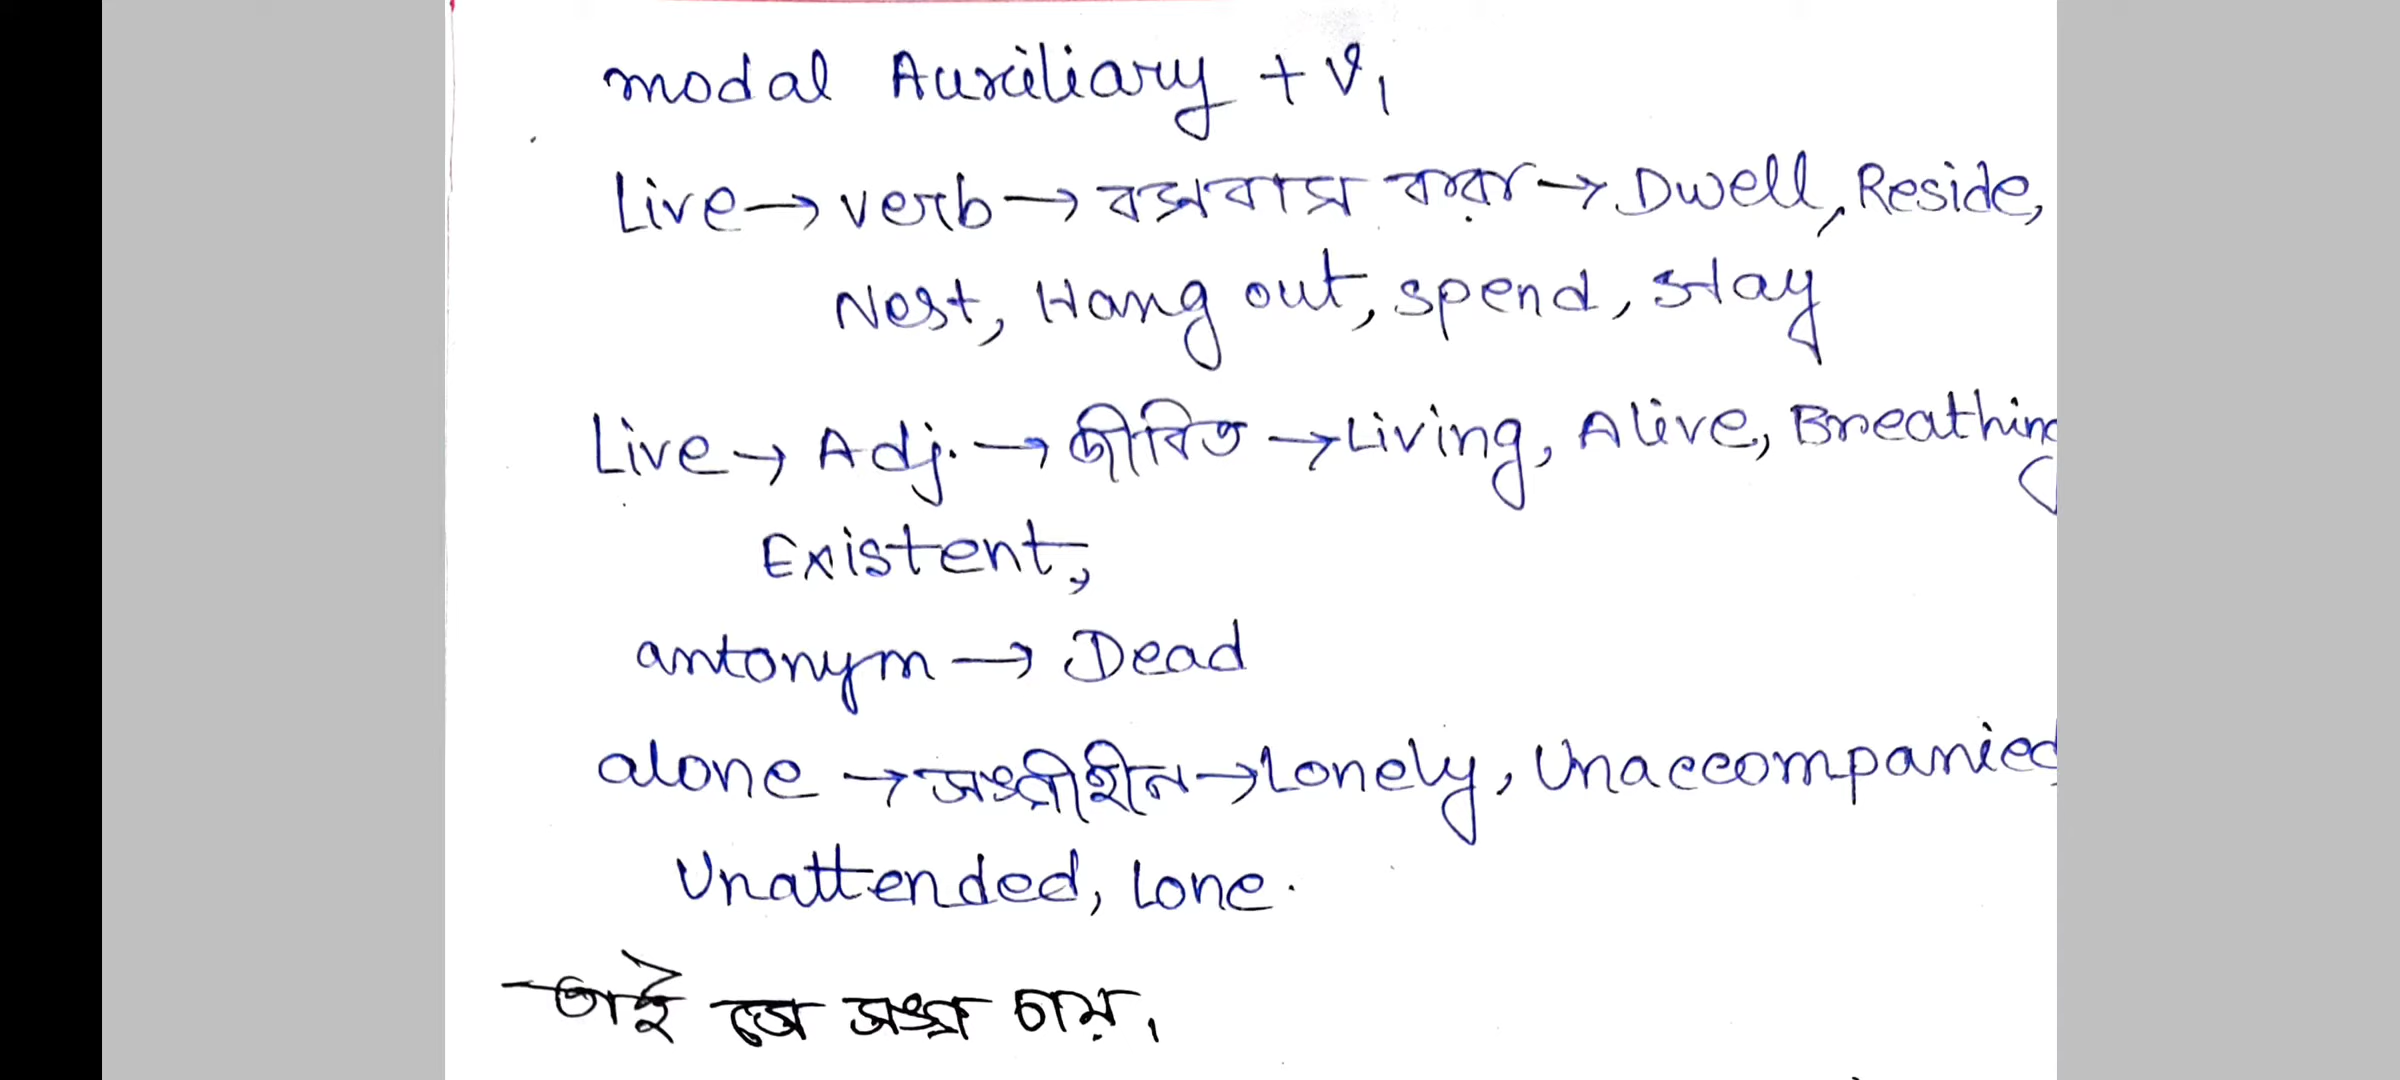 modal Auxiliary + V1
Live → verb → বসবাস করা → Dwell, Reside,
Nest, Hang out, spend, stay
Live → Adj. → জীবিত → Living, Alive, Breathing
Existent,
antonym → Dead
alone → সঙ্গীহীন → Lonely, Unaccompanied
Unattended, Lone.
তাই সে সঙ্গ চায়।